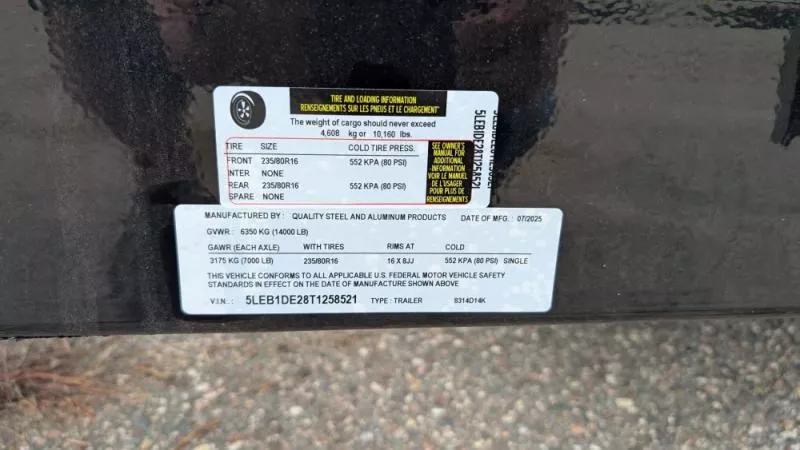 TIRE AND LOADING INFORMATION
RENSEIGNEMENTS SUR LES PNEUS ET LE CHARGEMENT
The weight of cargo should never exceed
4,608 kg or 10,160 lbs.
TIRE SIZE COLD TIRE PRESS.
FRONT 235/80R16 552 KPA (80 PSI)
INTER NONE
REAR 235/80R16 552 KPA (80 PSI)
SPARE NONE
SEE OWNER'S
MANUAL FOR
ADDITIONAL
INFORMATION
VOIR LE MANUEL
DE L'USAGER
POUR PLUS DE
RENSEIGNEMENTS
5LEB1DE28T1258521
5LEB1DE28T1258521
MANUFACTURED BY: QUALITY STEEL AND ALUMINUM PRODUCTS DATE OF MFG.: 07/2025
GVWR: 6350 KG (14000 LB)
GAWR (EACH AXLE) WITH TIRES RIMS AT COLD
3175 KG (7000 LB) 235/80R16 16 X 8JJ 552 KPA (80 PSI) SINGLE
THIS VEHICLE CONFORMS TO ALL APPLICABLE U.S. FEDERAL MOTOR VEHICLE SAFETY
STANDARDS IN EFFECT ON THE DATE OF MANUFACTURE SHOWN ABOVE
V.I.N.: 5LEB1DE28T1258521 TYPE: TRAILER 8314D14K